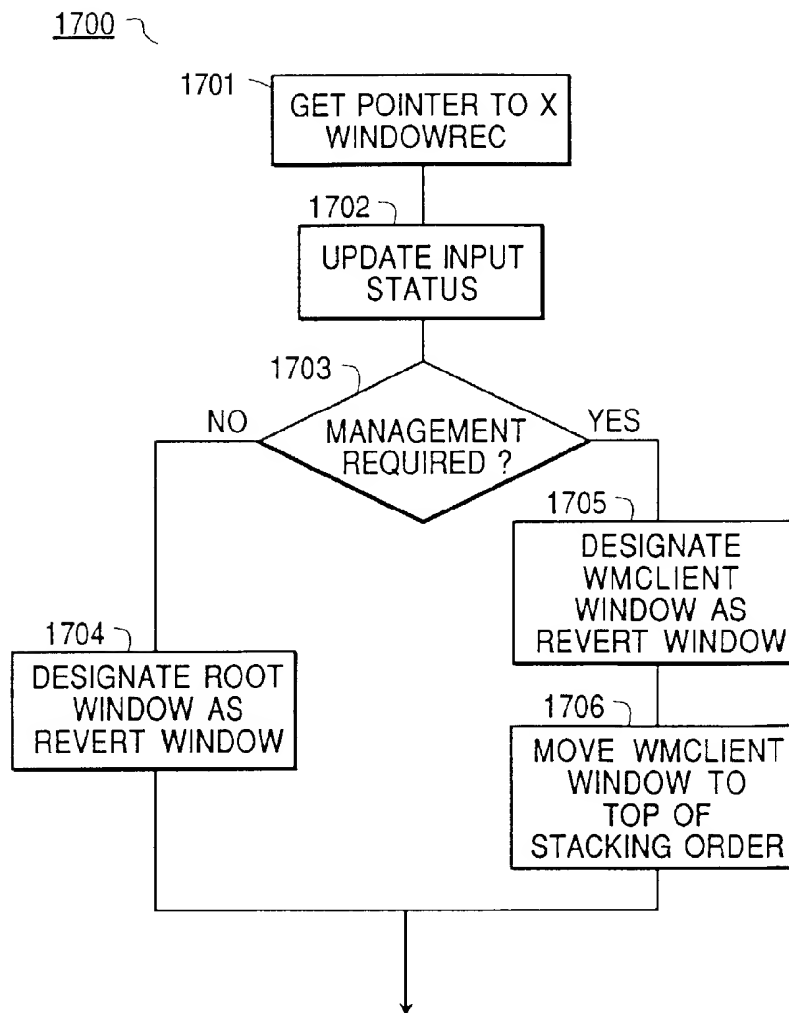 1700
1701
GET POINTER TO X
WINDOWREC
1702
UPDATE INPUT
STATUS
1703
NO
YES
MANAGEMENT
REQUIRED ?
1705
DESIGNATE
WMCLIENT
WINDOW AS
REVERT WINDOW
1704
DESIGNATE ROOT
WINDOW AS
REVERT WINDOW
1706
MOVE WMCLIENT
WINDOW TO
TOP OF
STACKING ORDER